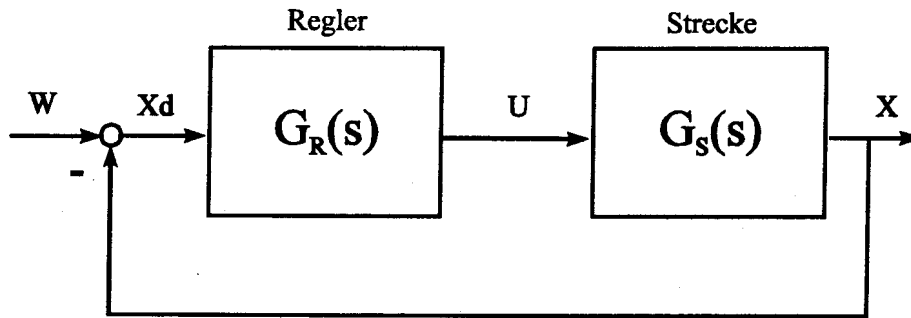 Regler
Strecke
W
Xd
G_R(s)
U
G_S(s)
X
-